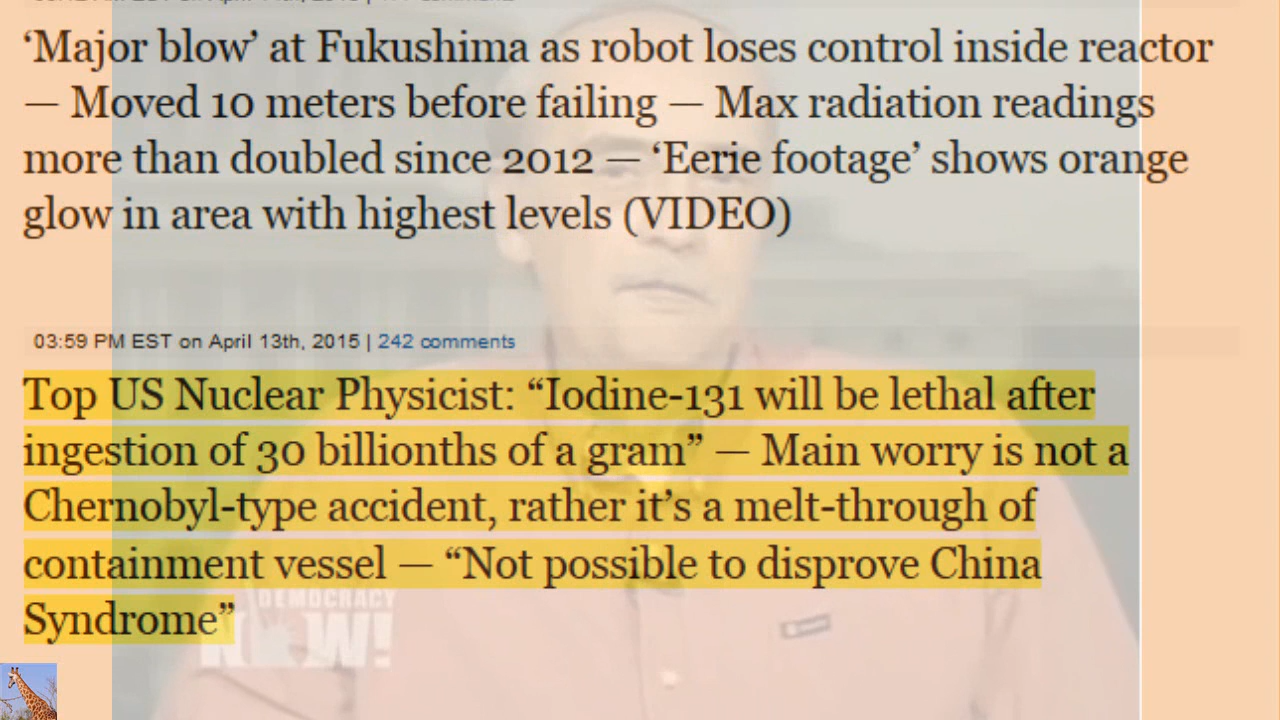 ‘Major blow’ at Fukushima as robot loses control inside reactor
— Moved 10 meters before failing — Max radiation readings
more than doubled since 2012 — ‘Eerie footage’ shows orange
glow in area with highest levels (VIDEO)
03:59 PM EST on April 13th, 2015 | 242 comments
Top US Nuclear Physicist: “Iodine-131 will be lethal after
ingestion of 30 billionths of a gram” — Main worry is not a
Chernobyl-type accident, rather it’s a melt-through of
containment vessel — “Not possible to disprove China
Syndrome”
DEMOCRACY
NOW!